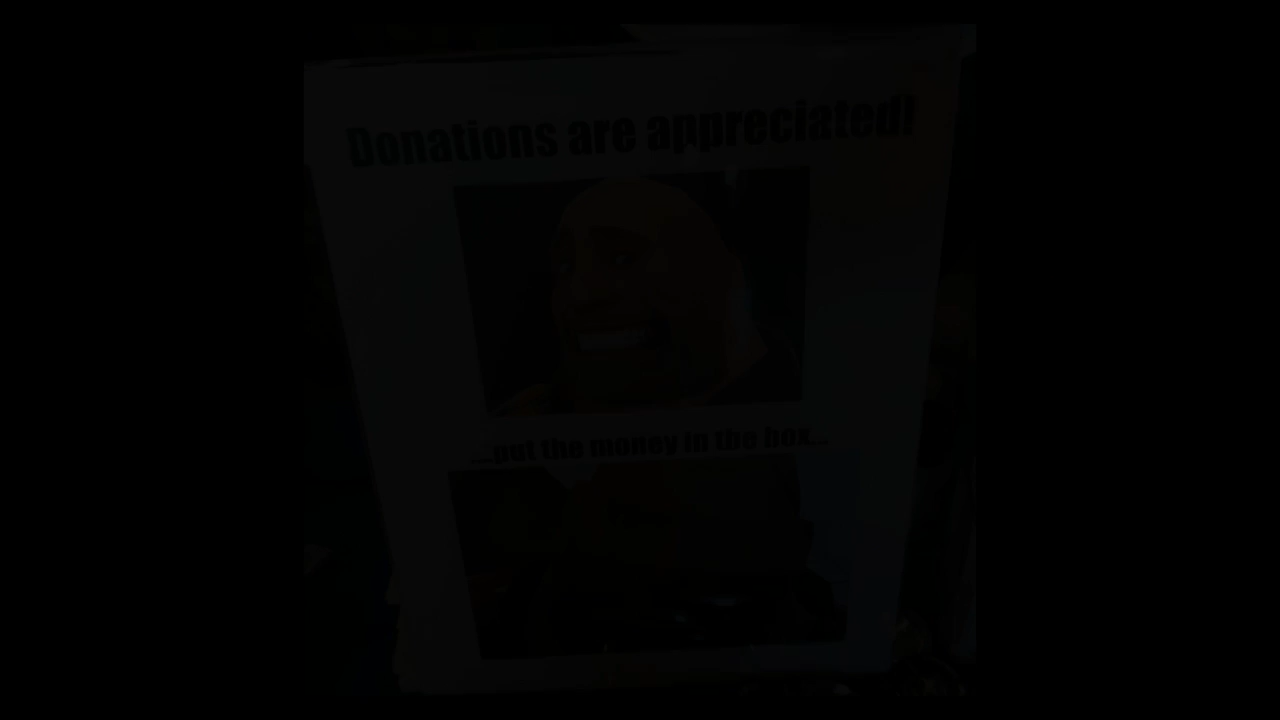 Donations are appreciated!
...put the money in the box...